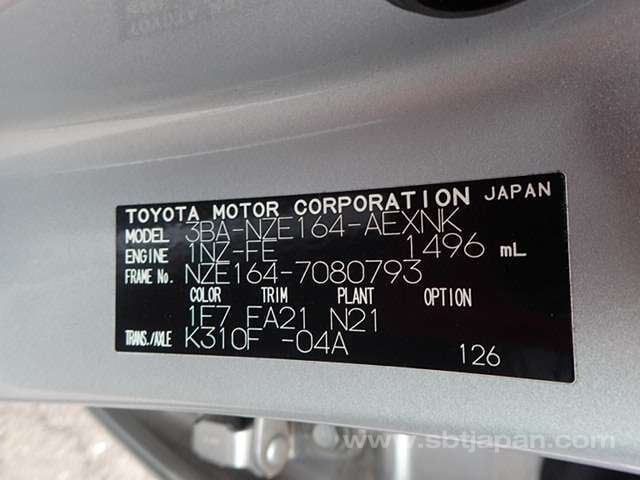 TOYOTA MOTOR CORPORATION JAPAN
MODEL 3BA-NZE164-AEXNK
ENGINE 1NZ-FE 1496 mL
FRAME No. NZE164-7080793
COLOR TRIM PLANT OPTION
1F7 FA21 N21
TRANS./AXLE K310F -04A 126
www.sbtjapan.com